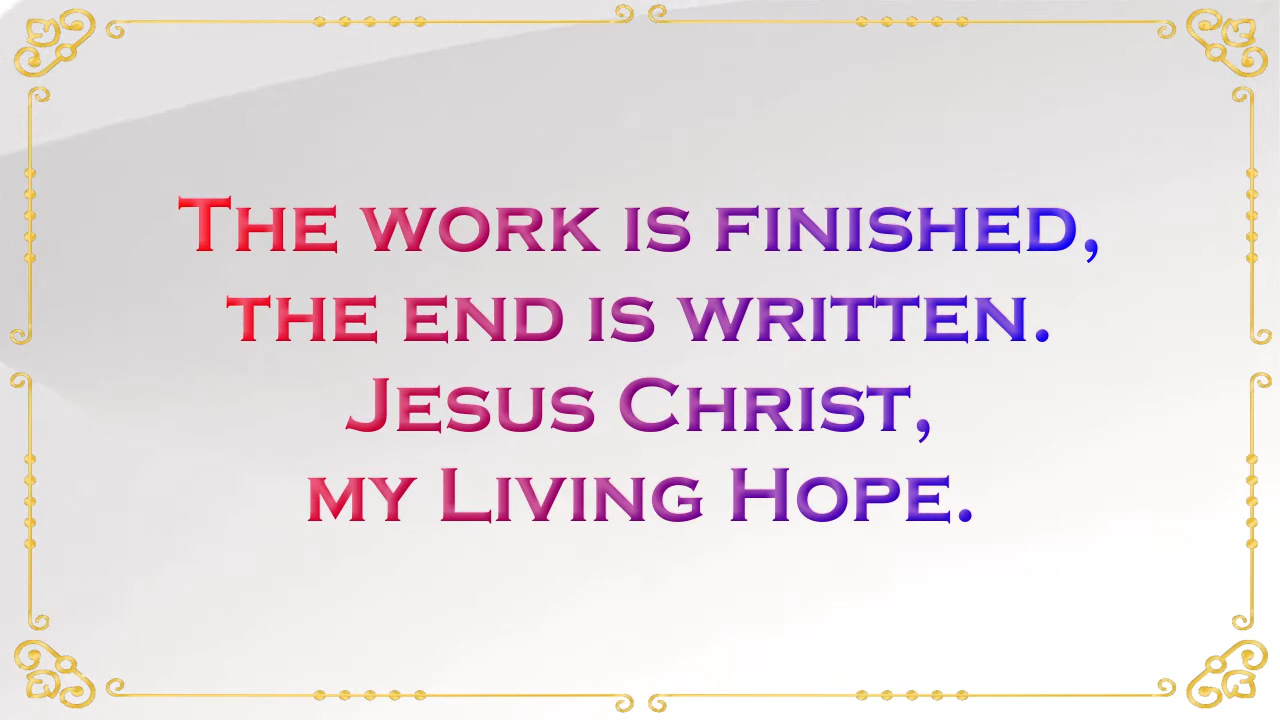 The work is finished,
the end is written.
Jesus Christ,
my Living Hope.